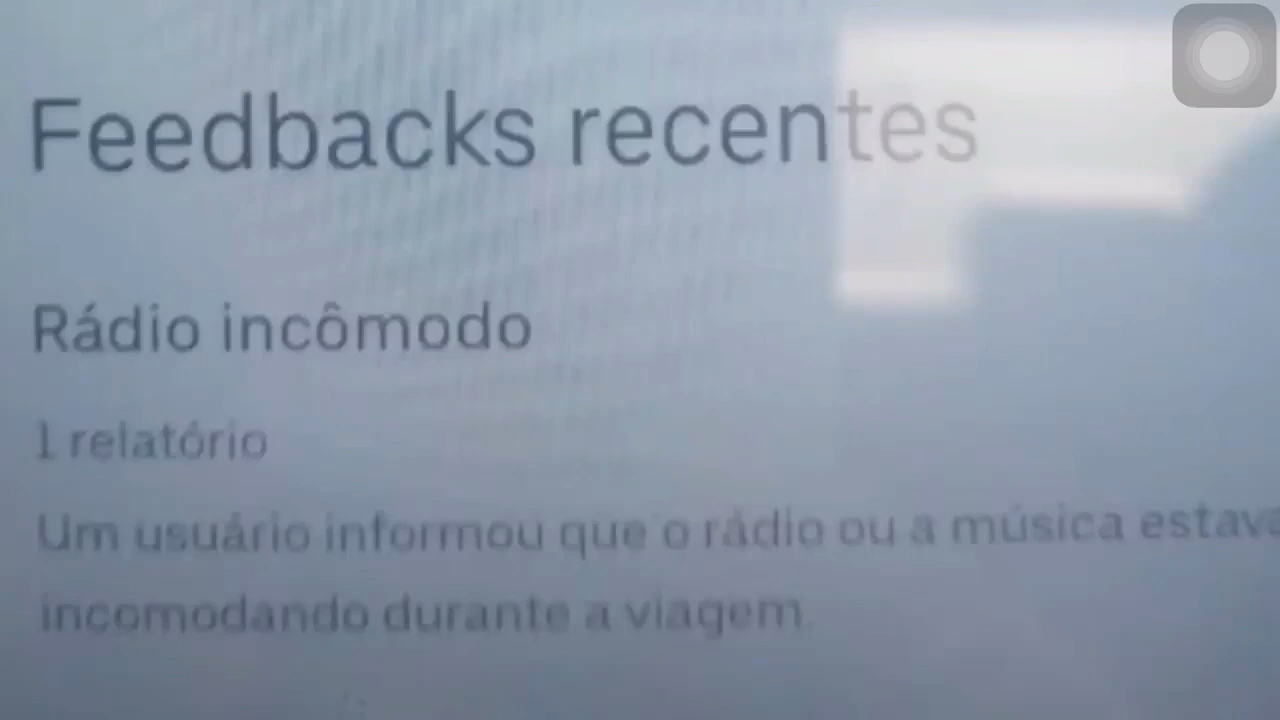 Feedbacks recentes
Rádio incômodo
1 relatório
Um usuário informou que o rádio ou a música estava
incomodando durante a viagem.